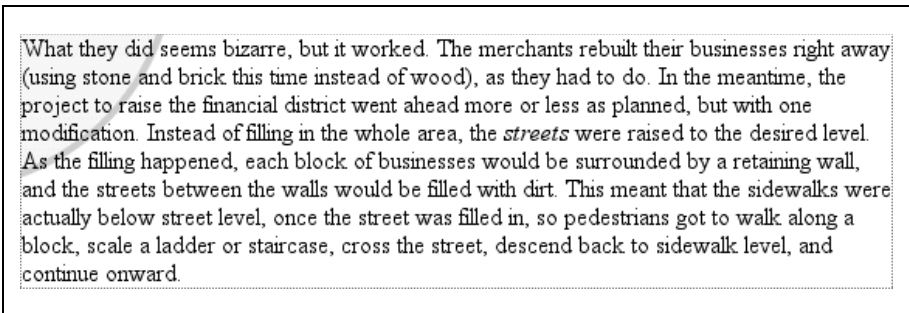 What they did seems bizarre, but it worked. The merchants rebuilt their businesses right away
(using stone and brick this time instead of wood), as they had to do. In the meantime, the
project to raise the financial district went ahead more or less as planned, but with one
modification. Instead of filling in the whole area, the streets were raised to the desired level.
As the filling happened, each block of businesses would be surrounded by a retaining wall,
and the streets between the walls would be filled with dirt. This meant that the sidewalks were
actually below street level, once the street was filled in, so pedestrians got to walk along a
block, scale a ladder or staircase, cross the street, descend back to sidewalk level, and
continue onward.